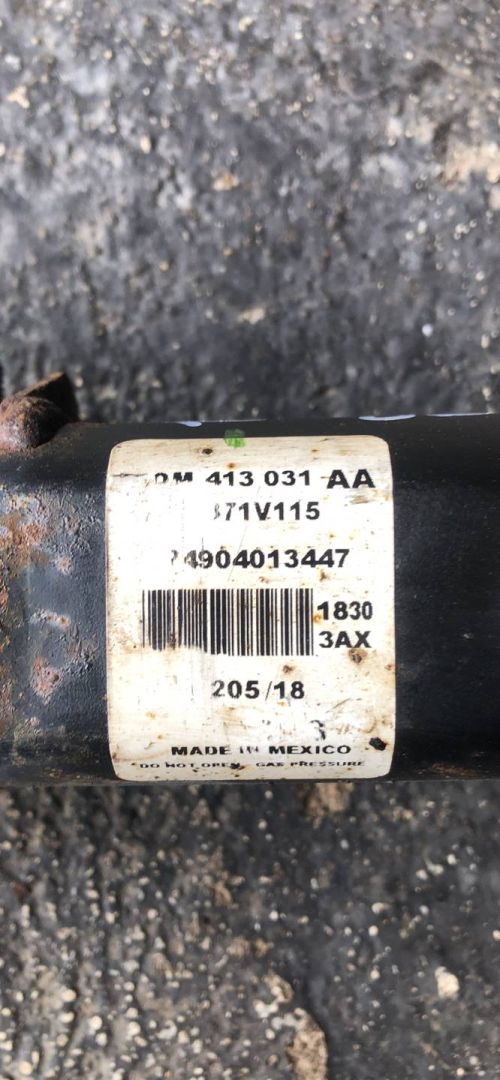 413 031 AA
71V115
4904013447
1830
3AX
205/18
MADE IN MEXICO
DO NOT OPEN - GAS PRESSURE